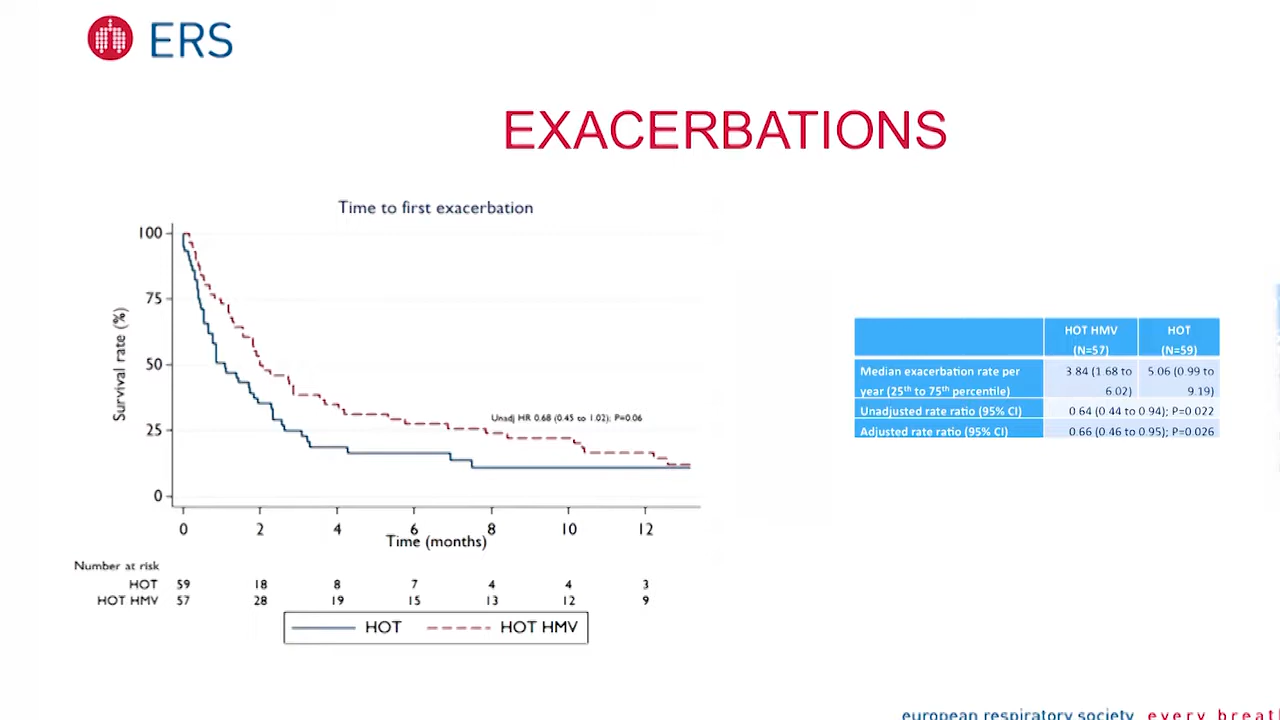 ERS
EXACERBATIONS
Time to first exacerbation
Survival rate (%)
100
75
50
25
0
0 2 4 6 8 10 12
Time (months)
Unadj HR 0.68 (0.45 to 1.02); P=0.06
Number at risk
HOT 59 18 8 7 4 4 3
HOT HMV 57 28 19 15 13 12 9
HOT HOT HMV
HOT HMV HOT
(N=57) (N=59)
Median exacerbation rate per 3.84 (1 68 to 5 06 (0 99 to
year (25th to 75th percentile) 6.02) 9.19)
Unadjusted rate ratio (95% CI) 0 64 (0 44 to 0 94); P=0.022
Adjusted rate ratio (95% CI) 0.66 (0.46 to 0.95); P=0.026
european respiratory society every breat